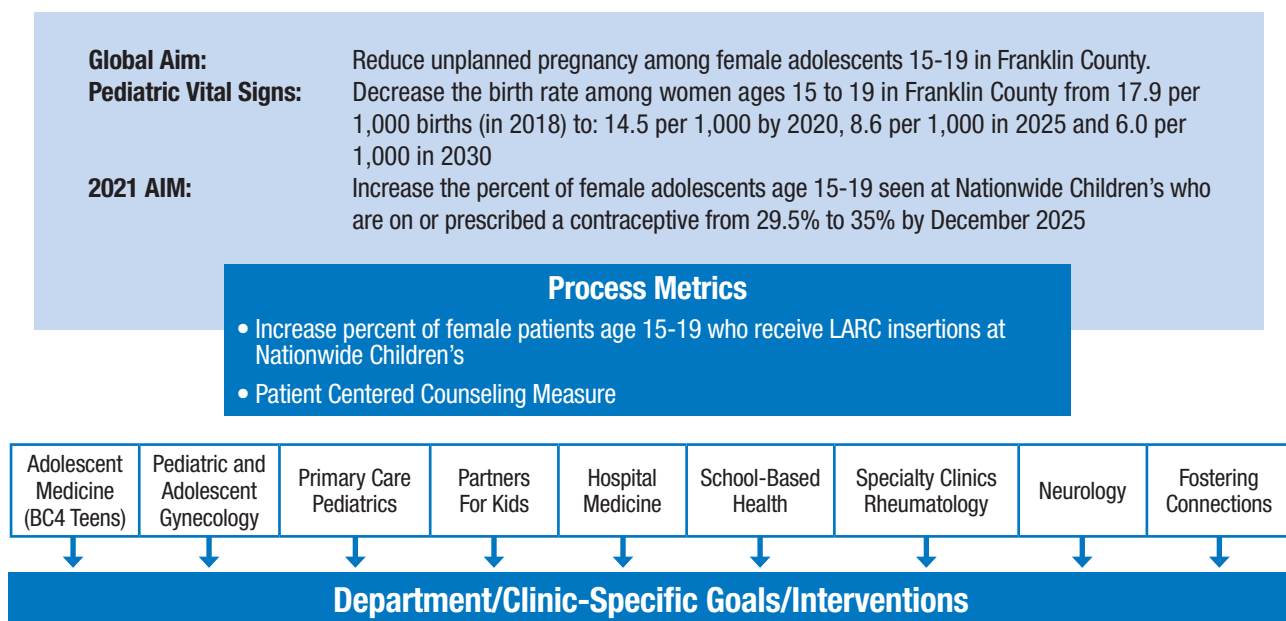 Global Aim: Reduce unplanned pregnancy among female adolescents 15-19 in Franklin County.
Pediatric Vital Signs: Decrease the birth rate among women ages 15 to 19 in Franklin County from 17.9 per
1,000 births (in 2018) to: 14.5 per 1,000 by 2020, 8.6 per 1,000 in 2025 and 6.0 per
1,000 in 2030
2021 AIM: Increase the percent of female adolescents age 15-19 seen at Nationwide Children's who
are on or prescribed a contraceptive from 29.5% to 35% by December 2025
Process Metrics
• Increase percent of female patients age 15-19 who receive LARC insertions at
Nationwide Children's
• Patient Centered Counseling Measure
Adolescent
Medicine
(BC4 Teens)
Pediatric and
Adolescent
Gynecology
Primary Care
Pediatrics
Partners
For Kids
Hospital
Medicine
School-Based
Health
Specialty Clinics
Rheumatology
Neurology
Fostering
Connections
Department/Clinic-Specific Goals/Interventions